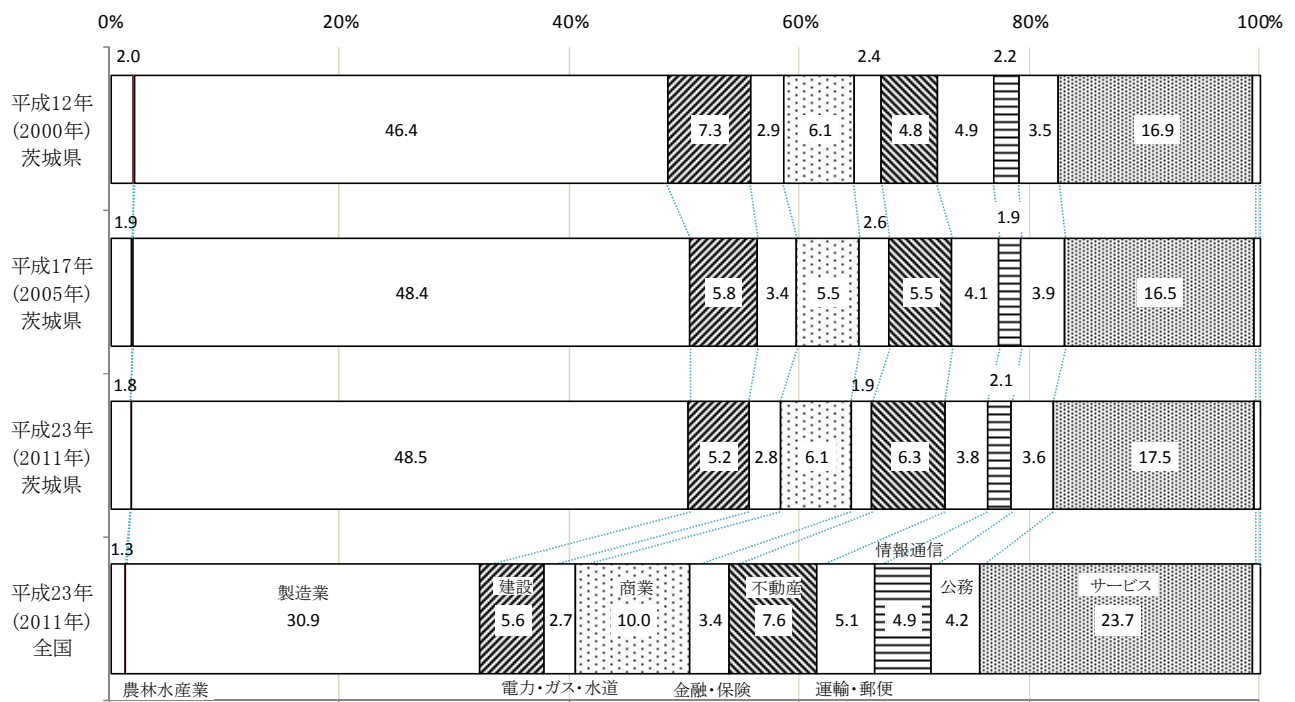 0% 20% 40% 60% 80% 100%
2.0 2.4 2.2
平成12年
(2000年)
茨城県
46.4 7.3 2.9 6.1 4.8 4.9 3.5 16.9
1.9 2.6 1.9
平成17年
(2005年)
茨城県
48.4 5.8 3.4 5.5 5.5 4.1 3.9 16.5
1.8 1.9 2.1
平成23年
(2011年)
茨城県
48.5 5.2 2.8 6.1 6.3 3.8 3.6 17.5
1.3 情報通信
平成23年
(2011年)
全国
製造業 建設 商業 不動産 公務 サービス
30.9 5.6 2.7 10.0 3.4 7.6 5.1 4.9 4.2 23.7
農林水産業 電力・ガス・水道 金融・保険 運輸・郵便